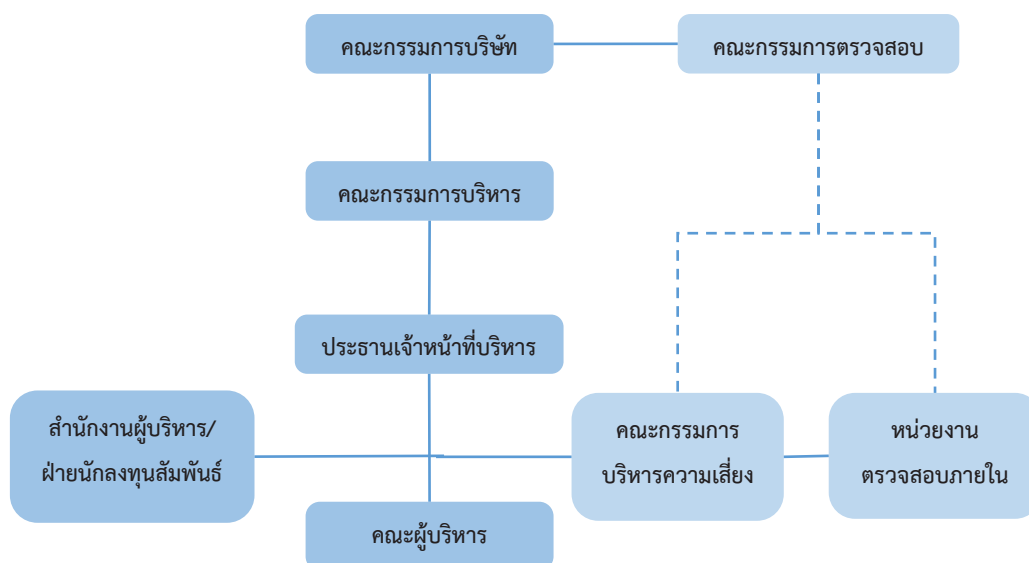 คณะกรรมการบริษัท
คณะกรรมการตรวจสอบ
คณะกรรมการบริหาร
ประธานเจ้าหน้าที่บริหาร
สำนักงานผู้บริหาร/
ฝ่ายนักลงทุนสัมพันธ์
คณะกรรมการ
บริหารความเสี่ยง
หน่วยงาน
ตรวจสอบภายใน
คณะผู้บริหาร